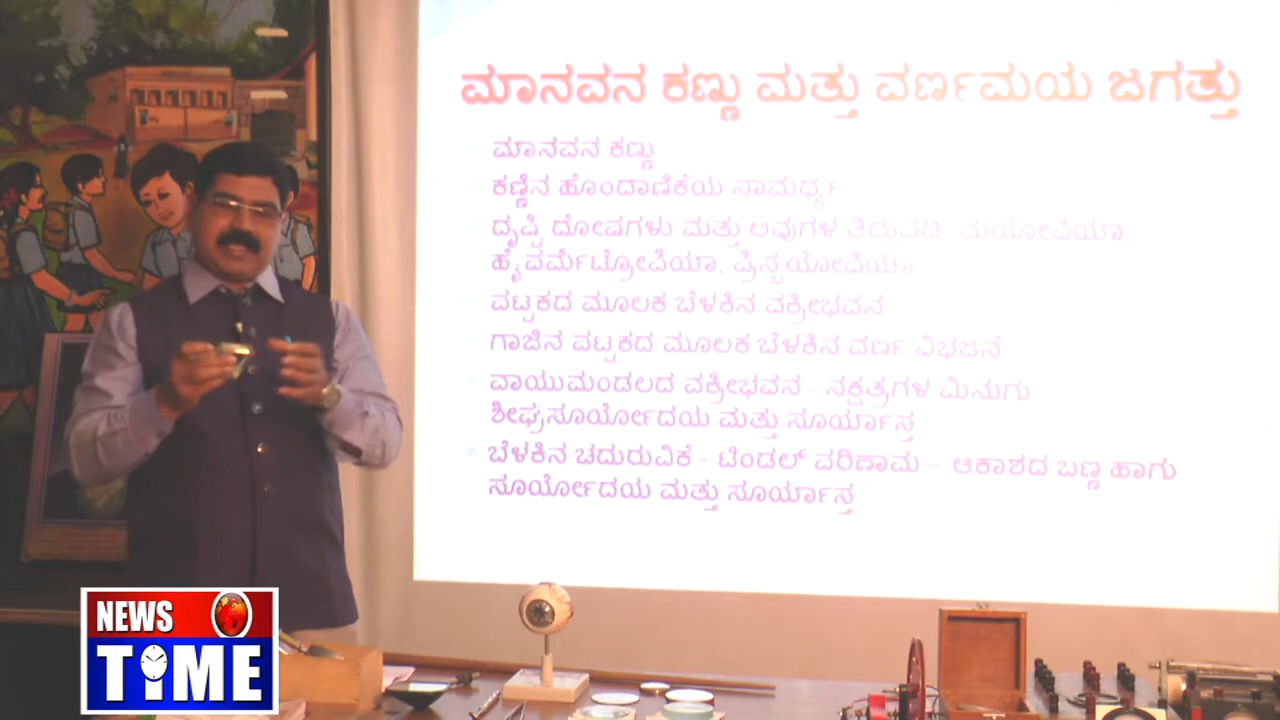 ಮಾನವನ ಕಣ್ಣು ಮತ್ತು ವರ್ಣಮಯ ಜಗತ್ತು
ಮಾನವನ ಕಣ್ಣು
ಕಣ್ಣಿನ ಹೊಂದಾಣಿಕೆಯ ಸಾಮರ್ಥ್ಯ
ದೃಷ್ಟಿ ದೋಷಗಳು ಮತ್ತು ಅವುಗಳ ಮಯೋಪಿಯಾ
ಹೈಪರ್ಮೆಟ್ರೋಪಿಯಾ, ಪ್ರಿಸ್ಬಯೋಪಿಯಾ
ಪಟ್ಟಕದ ಮೂಲಕ ಬೆಳಕಿನ ವಕ್ರೀಭವನ
ಗಾಜಿನ ಪಟ್ಟಕದ ಮೂಲಕ ಬೆಳಕಿನ ವರ್ಣ ವಿಭಜನೆ
ವಾಯುಮಂಡಲದ ವಕ್ರೀಭವನ - ನಕ್ಷತ್ರಗಳ ಮಿನುಗು
ಶೀಘ್ರಸೂರ್ಯೋದಯ ಮತ್ತು ಸೂರ್ಯಾಸ್ತ
ಬೆಳಕಿನ ಚದುರುವಿಕೆ - ಟಿಂಡಲ್ ಪರಿಣಾಮ – ಆಕಾಶದ ಬಣ್ಣ ಹಾಗು
ಸೂರ್ಯೋದಯ ಮತ್ತು ಸೂರ್ಯಾಸ್ತ
NEWS
TIME